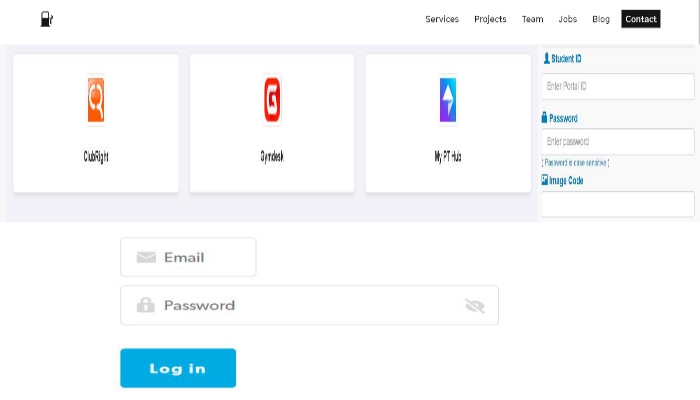 Services Projects Team Jobs Blog Contact
Student ID
Enter Portal ID
Password
Enter password
( Password is case sensitive )
Image Code
ClubRight Gymdesk My PT Hub
Email
Password
Log in